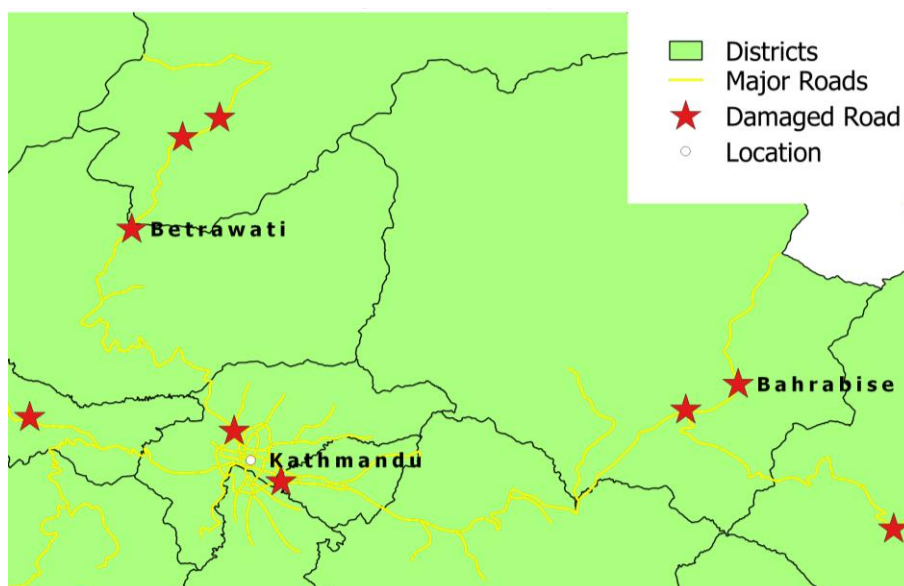 Districts
Major Roads
Damaged Road
Location
Betrawati
Bahrabise
Kathmandu